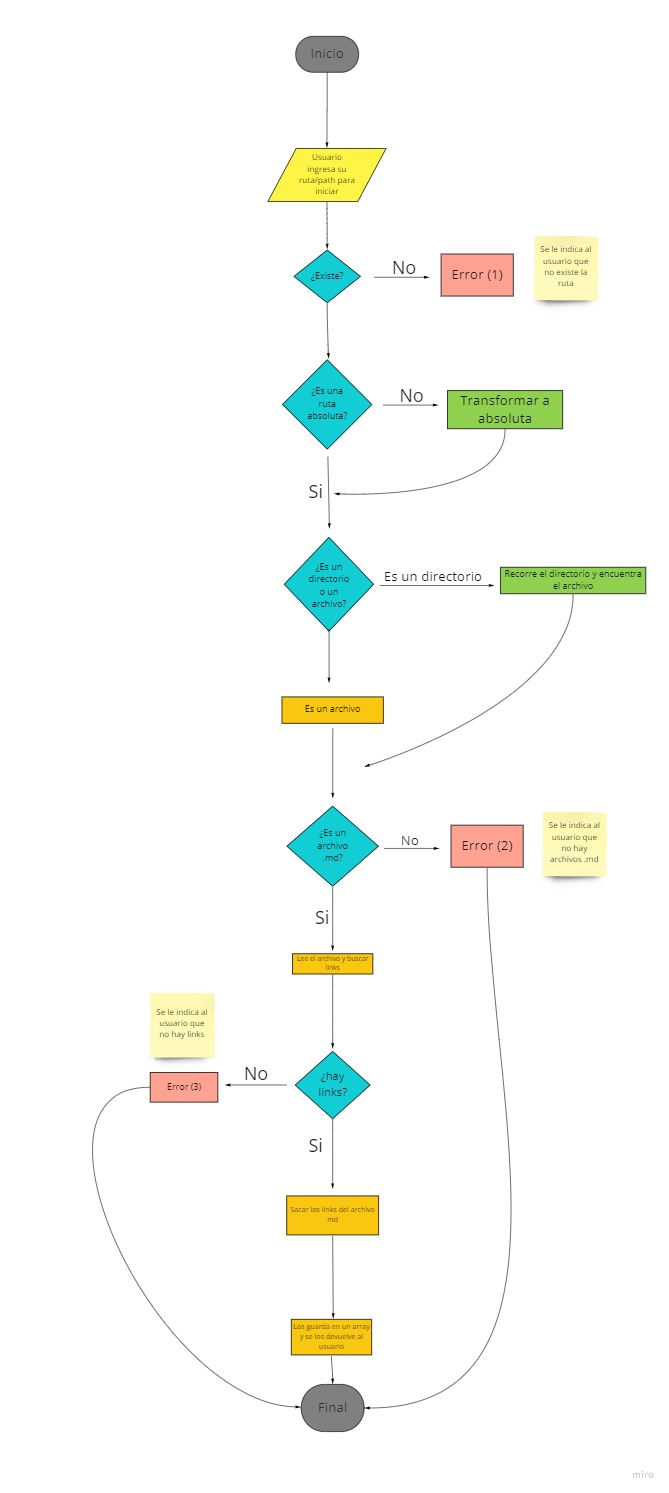 Inicio
Usuario
ingresa su
ruta/path para
iniciar
¿Existe?
No
Error (1)
Se le indica al
usuario que
no existe la
ruta
¿Es una
ruta
absoluta?
No
Transformar a
absoluta
Si
¿Es un
directorio
o un
archivo?
Es un directorio
Recorre el directorio y encuentra
el archivo
Es un archivo
¿Es un
archivo
.md?
No
Error (2)
Se le indica al
usuario que
no hay
archivos .md
Si
Lee el archivo y buscar
links
Se le indica al
usuario que
no hay links
¿hay
links?
No
Error (3)
Si
Sacar los links del archivo
md
Los guarda en un array
y se los devuelve al
usuario
Final
miro